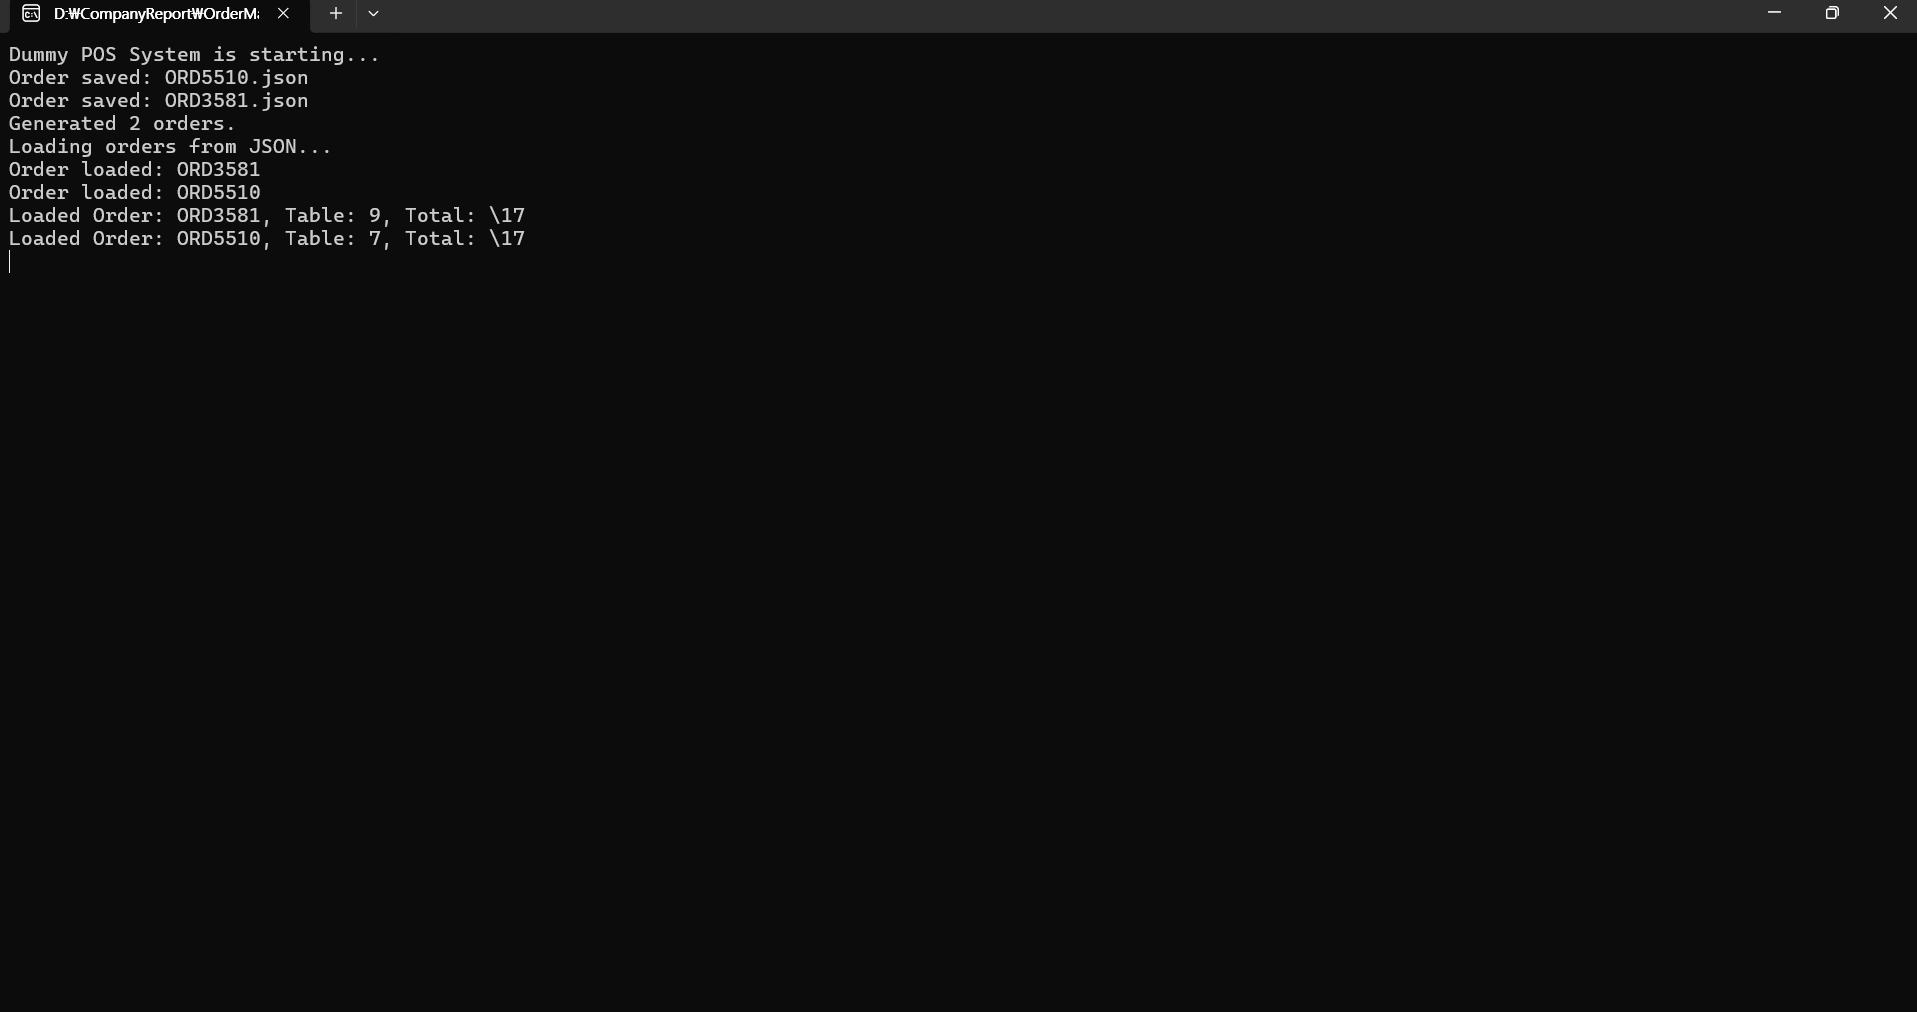 D:₩CompanyReport₩OrderMa
Dummy POS System is starting...
Order saved: ORD5510.json
Order saved: ORD3581.json
Generated 2 orders.
Loading orders from JSON...
Order loaded: ORD3581
Order loaded: ORD5510
Loaded Order: ORD3581, Table: 9, Total: \17
Loaded Order: ORD5510, Table: 7, Total: \17